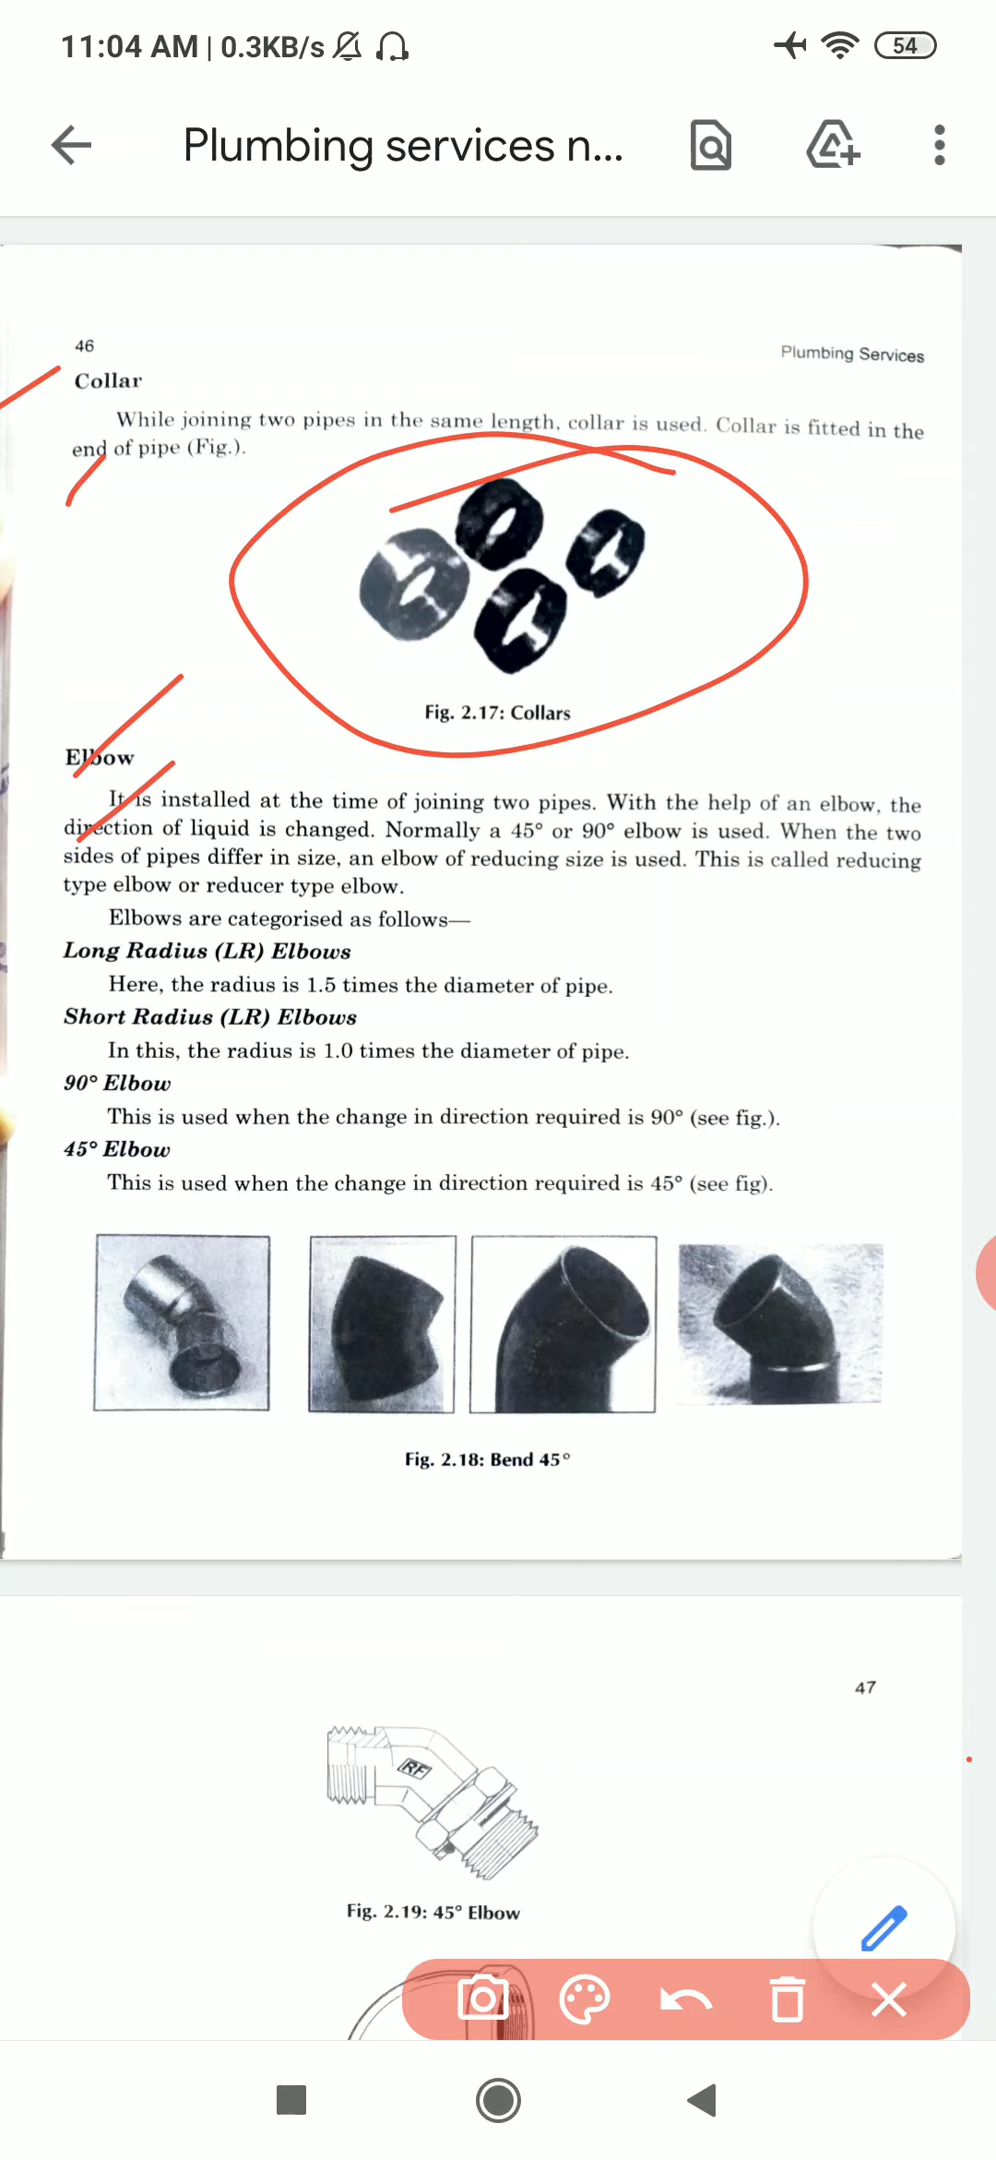 11:04 AM | 0.3KB/s
54
Plumbing services n...
46
Plumbing Services
Collar
While joining two pipes in the same length, collar is used. Collar is fitted in the
end of pipe (Fig.).
Fig. 2.17: Collars
Elbow
It is installed at the time of joining two pipes. With the help of an elbow, the
direction of liquid is changed. Normally a 45° or 90° elbow is used. When the two
sides of pipes differ in size, an elbow of reducing size is used. This is called reducing
type elbow or reducer type elbow.
Elbows are categorised as follows—
Long Radius (LR) Elbows
Here, the radius is 1.5 times the diameter of pipe.
Short Radius (LR) Elbows
In this, the radius is 1.0 times the diameter of pipe.
90° Elbow
This is used when the change in direction required is 90° (see fig.).
45° Elbow
This is used when the change in direction required is 45° (see fig).
Fig. 2.18: Bend 45°
47
RF
Fig. 2.19: 45° Elbow